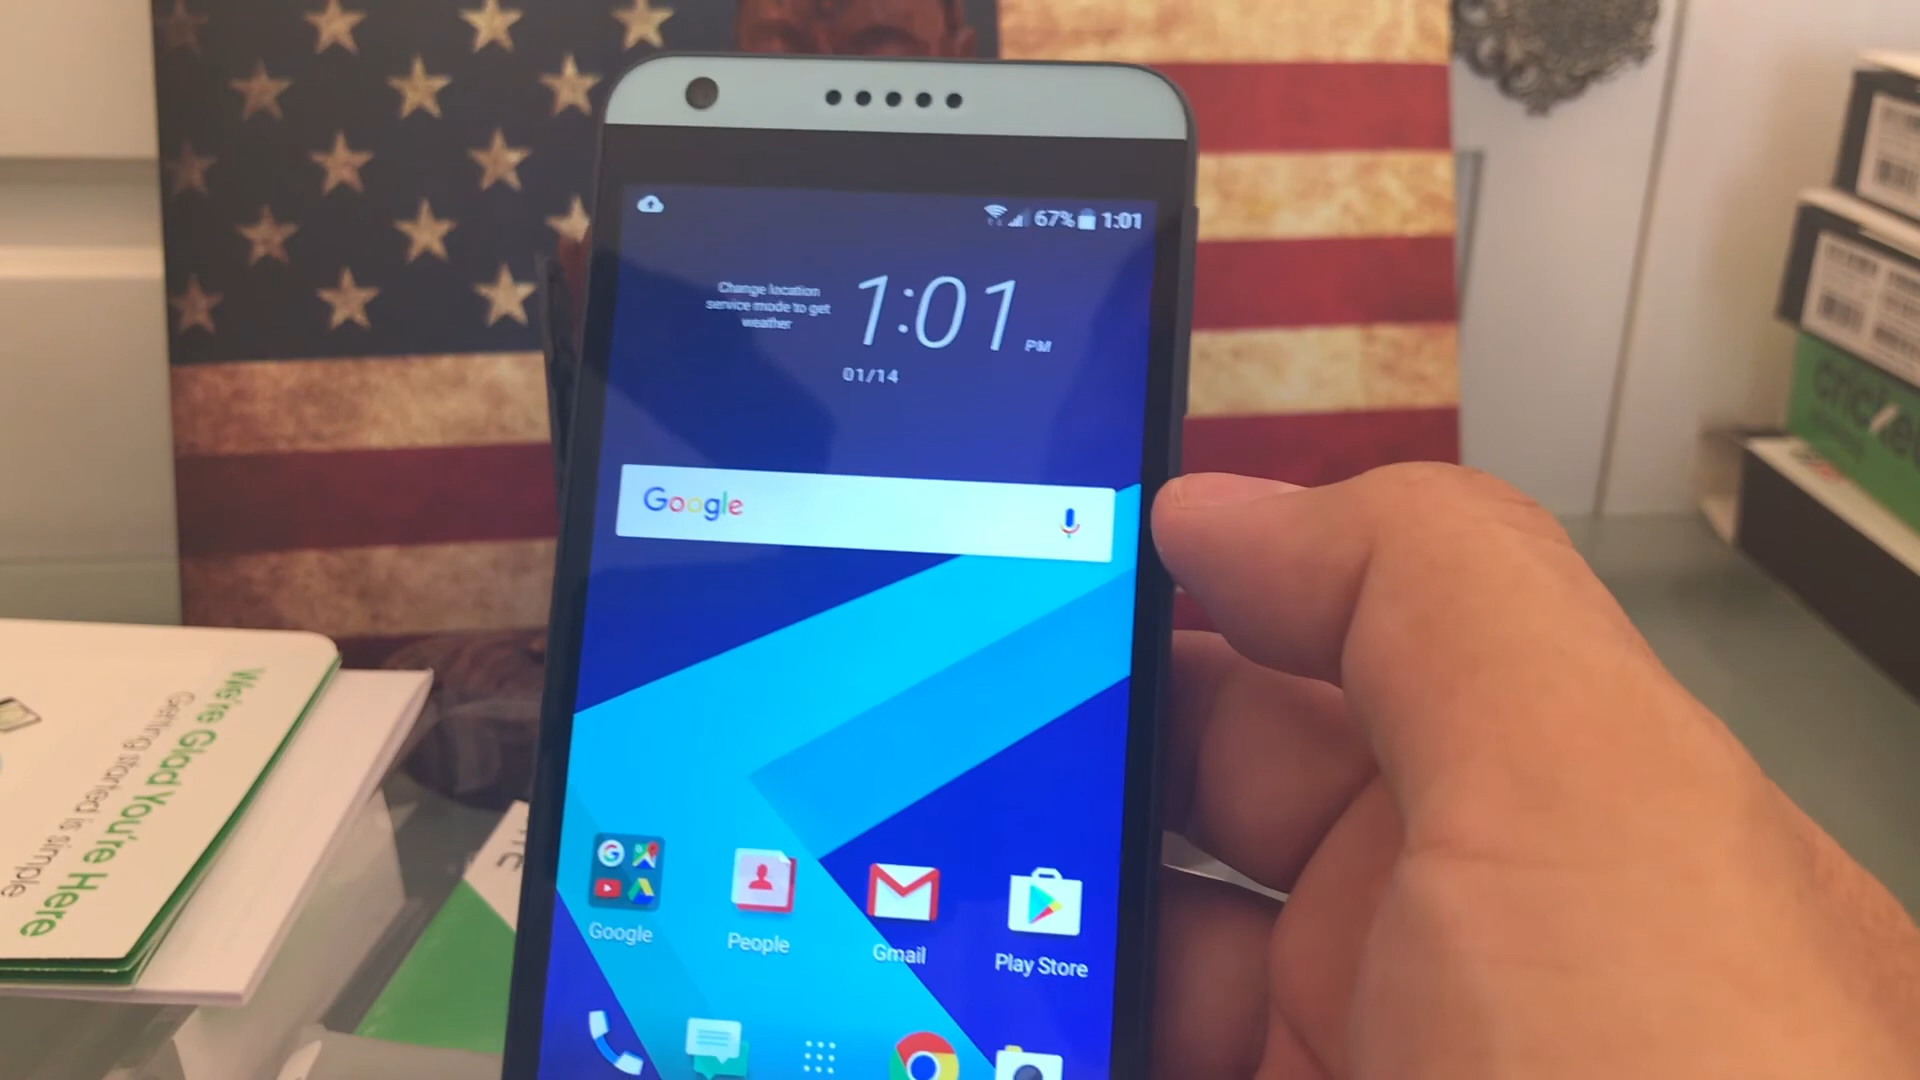 67% 1:01
Change location
service mode to get
weather
1:01 PM
01/14
Google
Google
People
Gmail
Play Store
We're Glad You're Here
Getting started is simple
cricket